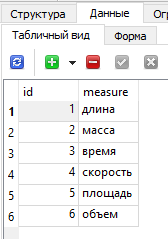 Структура Данные Ог
Табличный вид Форма
id measure
1 1 длина
2 2 масса
3 3 время
4 4 скорость
5 5 площадь
6 6 объем